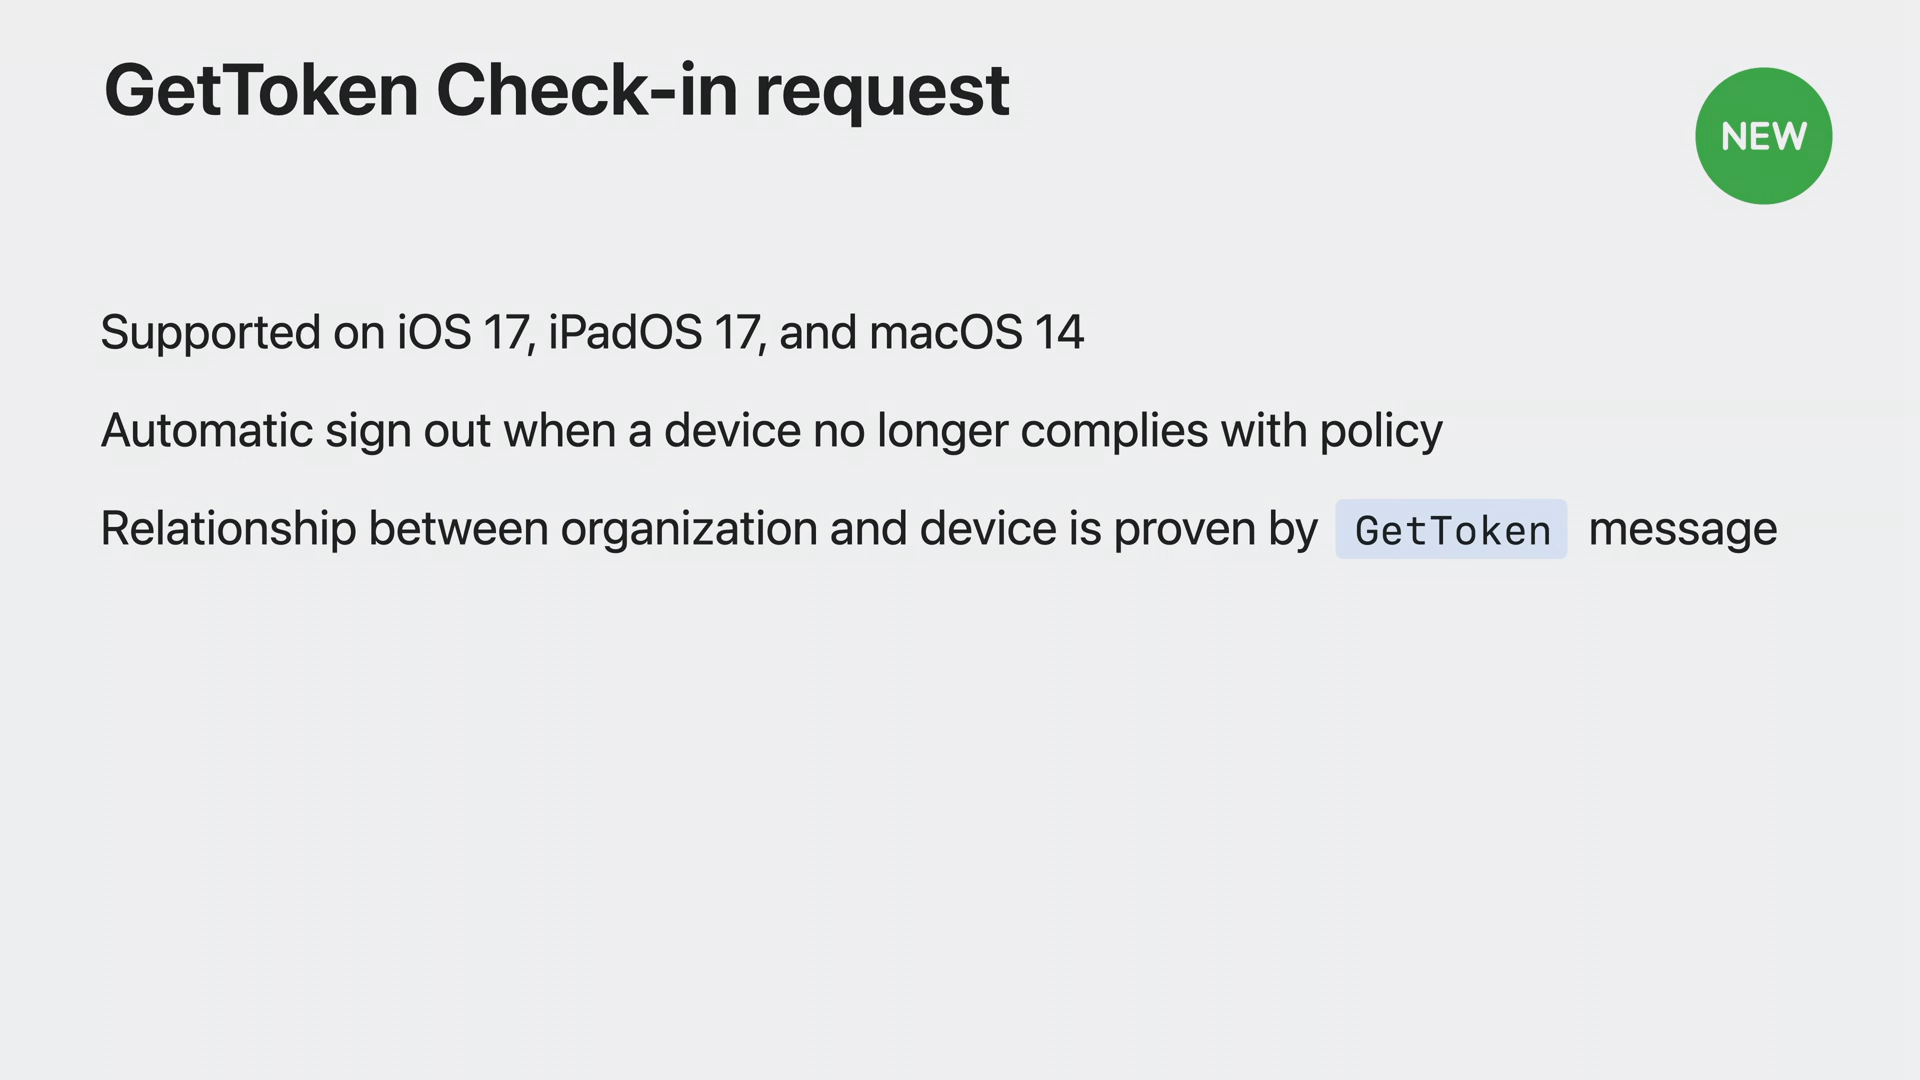 GetToken Check-in request
NEW
Supported on iOS 17, iPadOS 17, and macOS 14
Automatic sign out when a device no longer complies with policy
Relationship between organization and device is proven by GetToken message